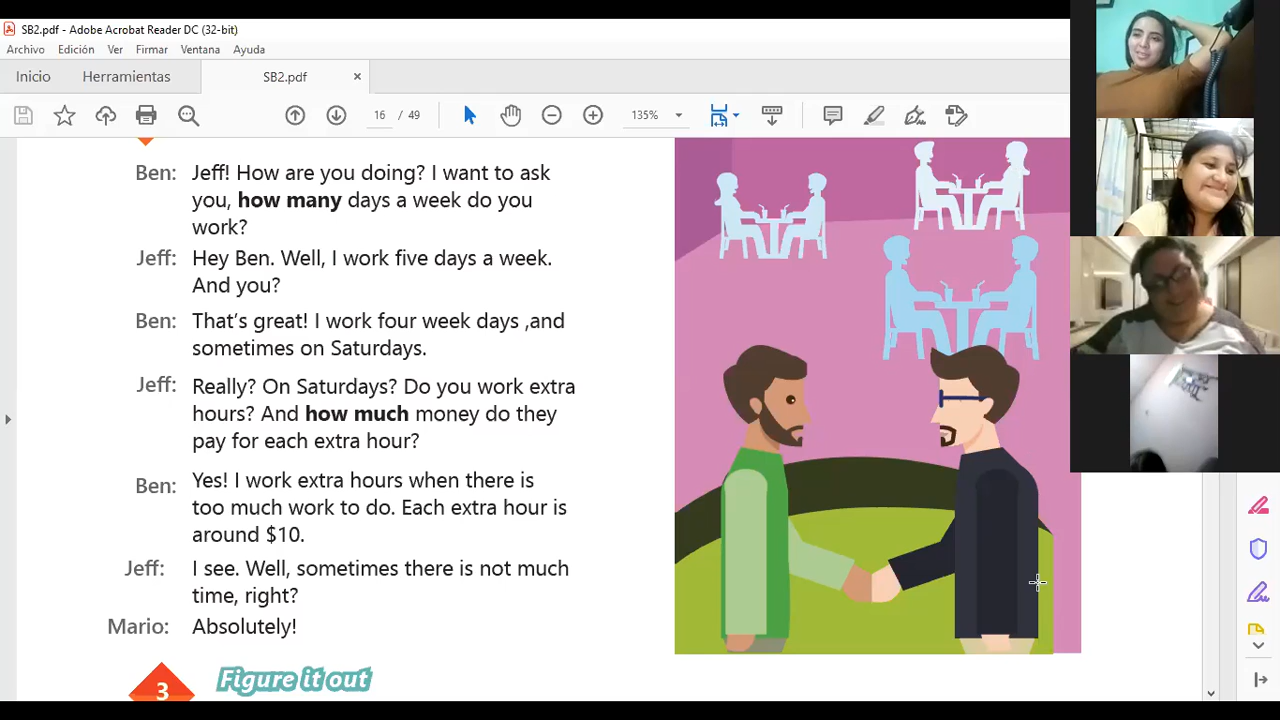 SB2.pdf - Adobe Acrobat Reader DC (32-bit)
Archivo Edición Ver Firmar Ventana Ayuda
Inicio Herramientas SB2.pdf ×
16 / 49 135%
Ben: Jeff! How are you doing? I want to ask
you, how many days a week do you
work?
Jeff: Hey Ben. Well, I work five days a week.
And you?
Ben: That's great! I work four week days ,and
sometimes on Saturdays.
Jeff: Really? On Saturdays? Do you work extra
hours? And how much money do they
pay for each extra hour?
Ben: Yes! I work extra hours when there is
too much work to do. Each extra hour is
around $10.
Jeff: I see. Well, sometimes there is not much
time, right?
Mario: Absolutely!
3 Figure it out